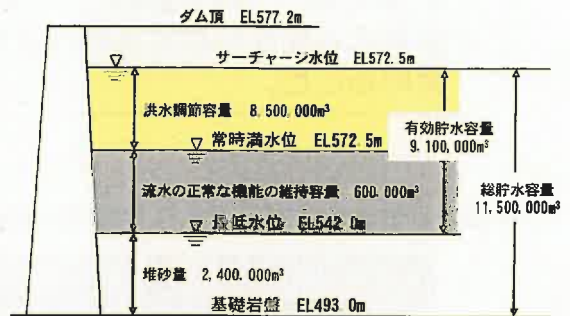 ダム頂 EL577.2m
サーチャージ水位 EL572.5m
洪水調節容量 8,500,000m³
有効貯水容量
9,100,000m³
常時満水位 EL572.5m
流水の正常な機能の維持容量 600,000m³
総貯水容量
11,500,000m³
最低水位 EL542.0m
堆砂量 2,400,000m³
基礎岩盤 EL493.0m